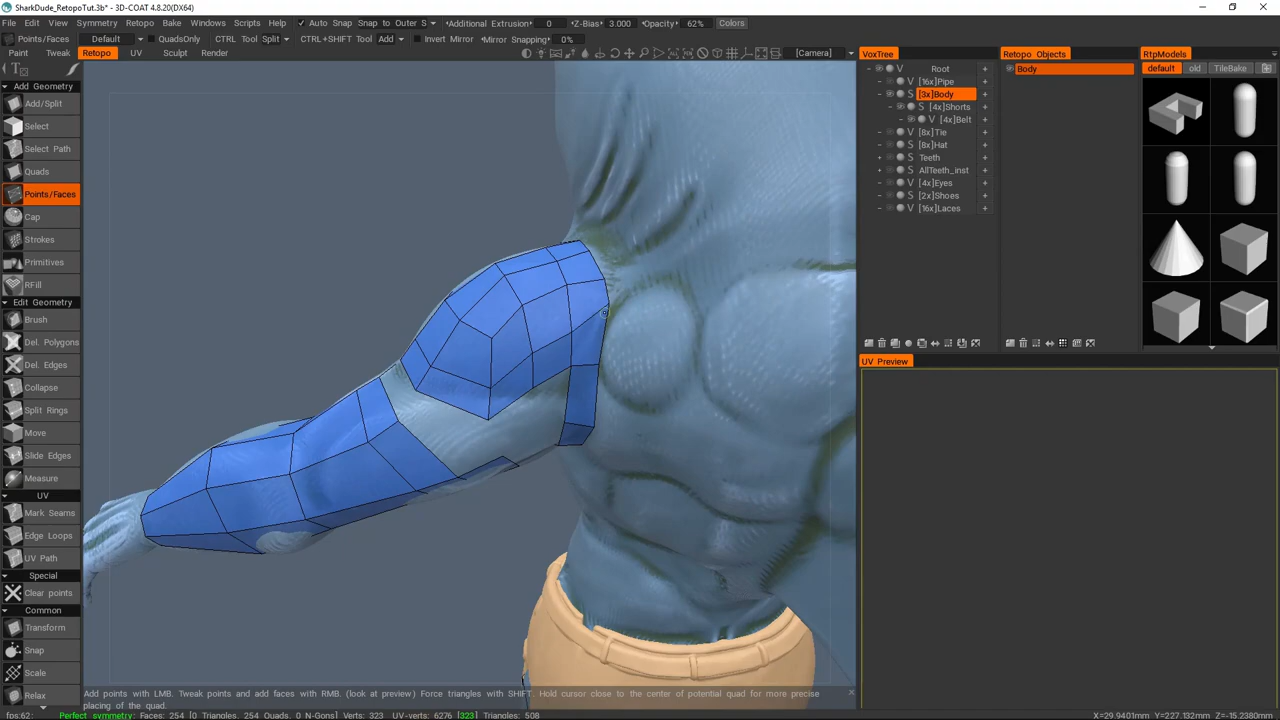 SharkDude_RetopoTut.3b* - 3D-COAT 4.8.20(DX64)
File Edit View Symmetry Retopo Bake Windows Scripts Help Auto Snap Snap to Outer S Additional Extrusion 0 Z-Bias 3.000 Opacity 62% Colors
Points/Faces Default QuadsOnly CTRL Tool Split CTRL+SHIFT Tool Add Invert Mirror Mirror Snapping 0%
Paint Tweak Retopo UV Sculpt Render [Camera]
Add Geometry
Add/Split
Select
Select Path
Quads
Points/Faces
Cap
Strokes
Primitives
RFill
Edit Geometry
Brush
Del. Polygons
Del. Edges
Collapse
Split Rings
Move
Slide Edges
Measure
UV
Mark Seams
Edge Loops
UV Path
Special
Clear points
Common
Transform
Snap
Scale
Relax
VoxTree
V Root +
V [16x]Pipe +
S [3x]Body +
S [4x]Shorts +
V [4x]Belt +
V [8x]Tie +
S [8x]Hat +
S Teeth +
S AllTeeth_inst +
V [4x]Eyes +
S [2x]Shoes +
V [16x]Laces +
Retopo Objects
Body
RtpModels
default old TileBake
UV Preview
Add points with LMB. Tweak points and add faces with RMB. (look at preview) Force triangles with SHIFT. Hold cursor close to the center of potential quad for more precise
placing of the quad.
fps:62; Perfect symmetry; Faces: 254 (0 Triangles, 254 Quads, 0 N-Gons) Verts: 323 UV-verts: 6276 [323] Triangles: 508 X=29.9401mm Y=227.132mm Z=-15.2380mm